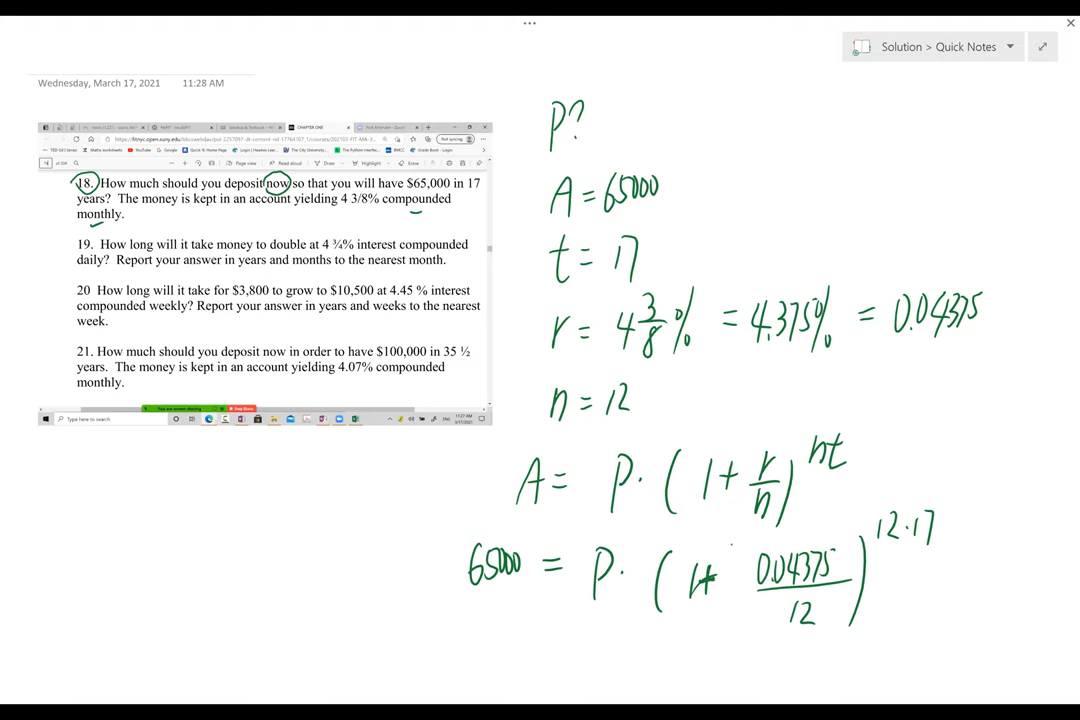 Solution > Quick Notes
Wednesday, March 17, 2021 11:28 AM
18. How much should you deposit now so that you will have $65,000 in 17
years? The money is kept in an account yielding 4 3/8% compounded
monthly.
19. How long will it take money to double at 4 ¾% interest compounded
daily? Report your answer in years and months to the nearest month.
20 How long will it take for $3,800 to grow to $10,500 at 4.45 % interest
compounded weekly? Report your answer in years and weeks to the nearest
week.
21. How much should you deposit now in order to have $100,000 in 35 ½
years. The money is kept in an account yielding 4.07% compounded
monthly.
Type here to search
P?
A = 65000
t = 17
r = 4 3/8 % = 4.375% = 0.04375
n = 12
A = P. (1 + r/n)^nt
65000 = P. (1 + 0.04375/12)^12·17